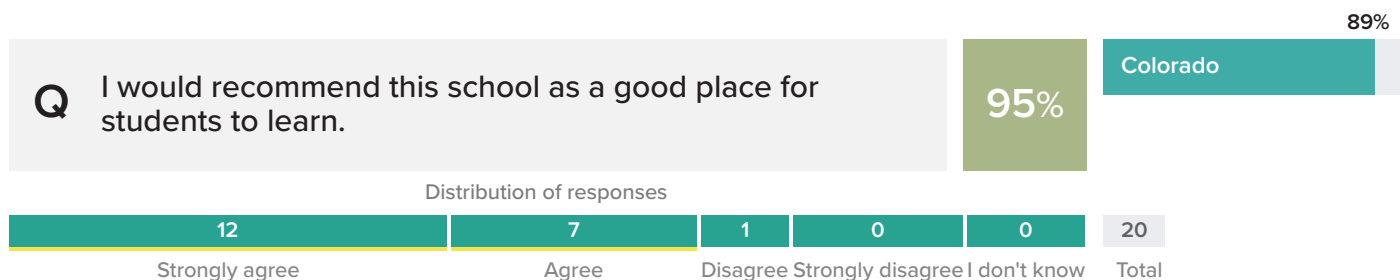 89%
Q
I would recommend this school as a good place for
students to learn.
95%
Colorado
Distribution of responses
12 7 1 0 0 20
Strongly agree Agree Disagree Strongly disagree I don't know Total